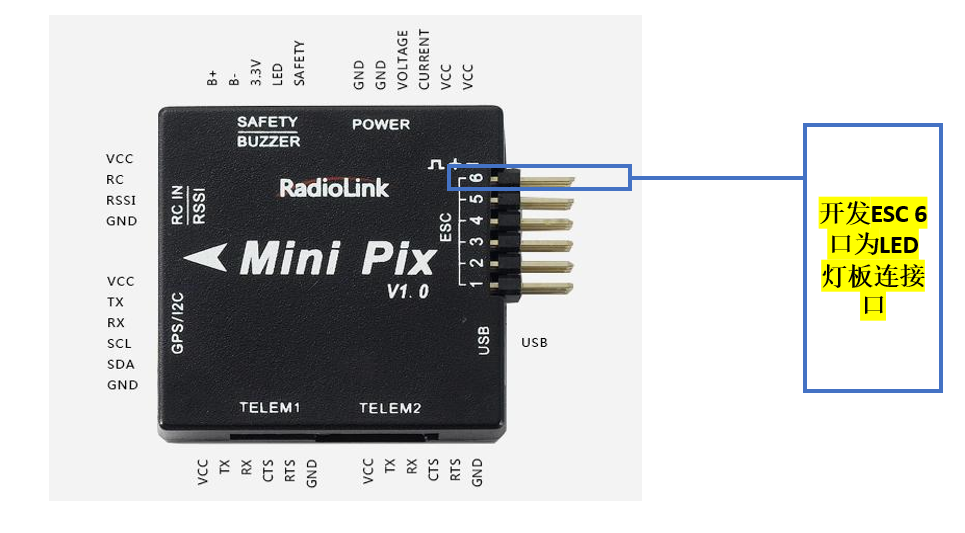 B+
B-
3.3V
LED
SAFETY
GND
GND
VOLTAGE
CURRENT
VCC
VCC
SAFETY
BUZZER
POWER
VCC
RC
RSSI
GND
RC IN
RSSI
RadioLink
+ -
6
5
4
3
2
1
ESC
Mini Pix
V1.0
VCC
TX
RX
SCL
SDA
GND
GPS/I2C
USB
USB
TELEM1
TELEM2
VCC
TX
RX
CTS
RTS
GND
VCC
TX
RX
CTS
RTS
GND
开发ESC 6
口为LED
灯板连接
口